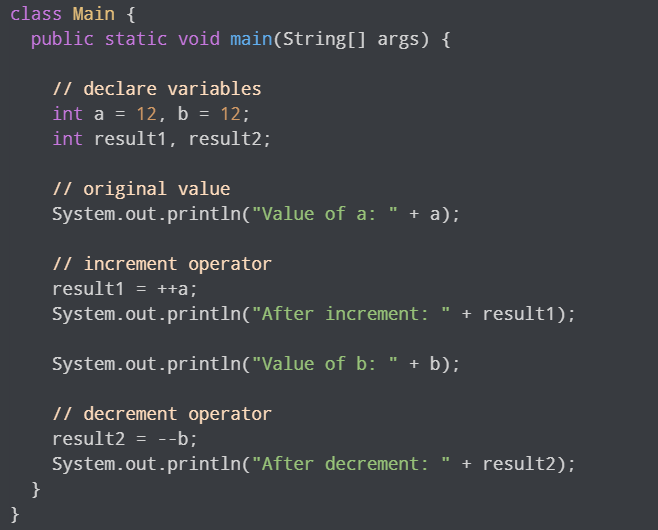 class Main {
  public static void main(String[] args) {

    // declare variables
    int a = 12, b = 12;
    int result1, result2;

    // original value
    System.out.println("Value of a: " + a);

    // increment operator
    result1 = ++a;
    System.out.println("After increment: " + result1);

    System.out.println("Value of b: " + b);

    // decrement operator
    result2 = --b;
    System.out.println("After decrement: " + result2);
  }
}